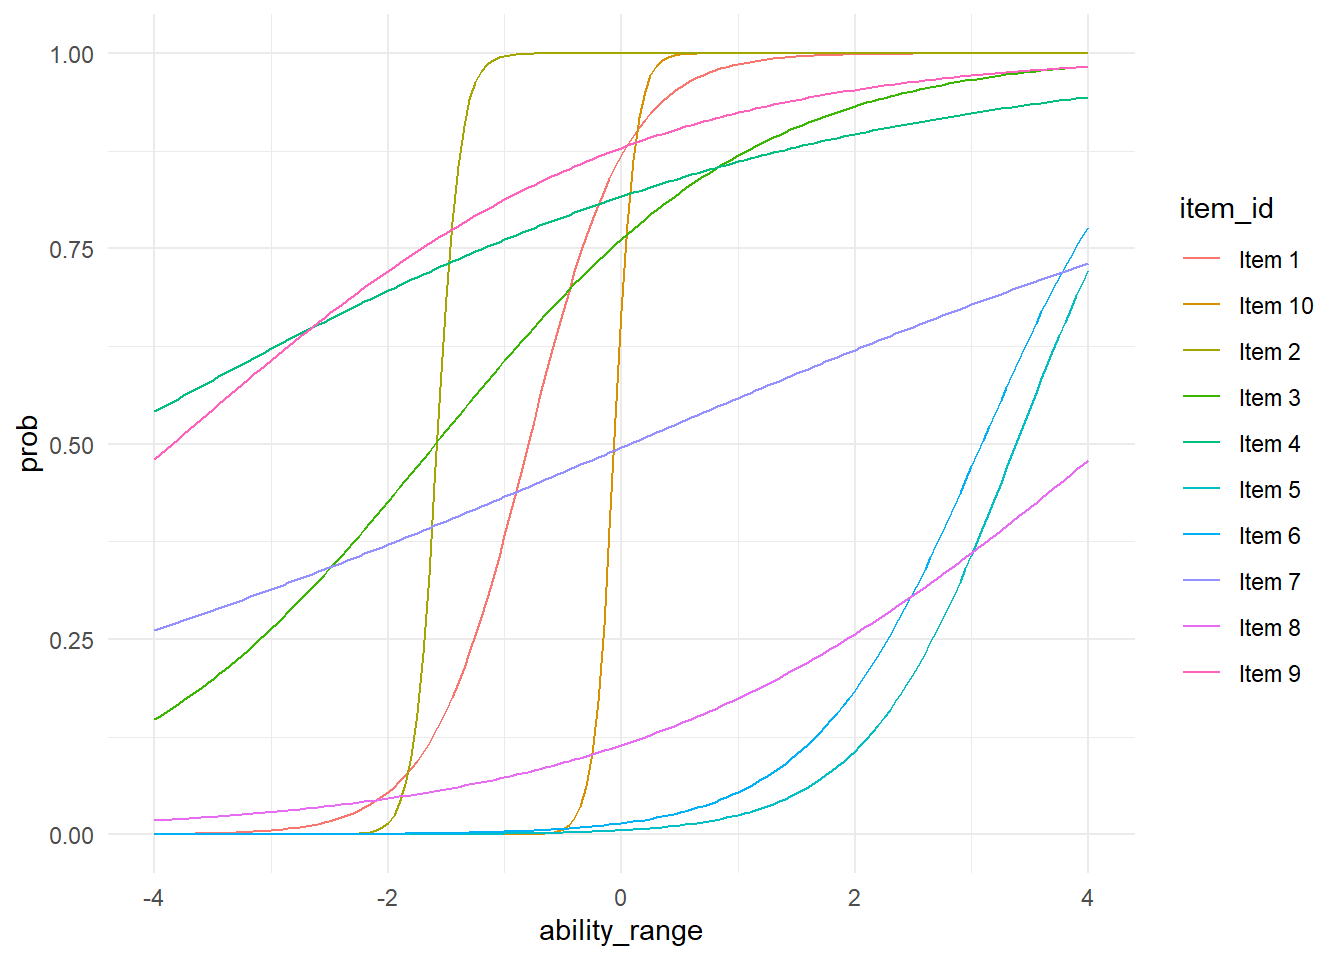 1.00
0.75
0.50
0.25
0.00
prob
-4
-2
0
2
4
ability_range
item_id
Item 1
Item 10
Item 2
Item 3
Item 4
Item 5
Item 6
Item 7
Item 8
Item 9